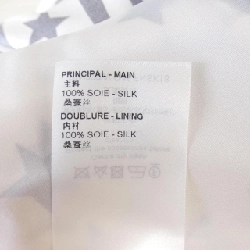 PRINCIPAL - MAIN
主料
100% SOIE - SILK
桑蚕丝
DOUBLURE - LINING
内衬
100% SOIE - SILK
桑蚕丝